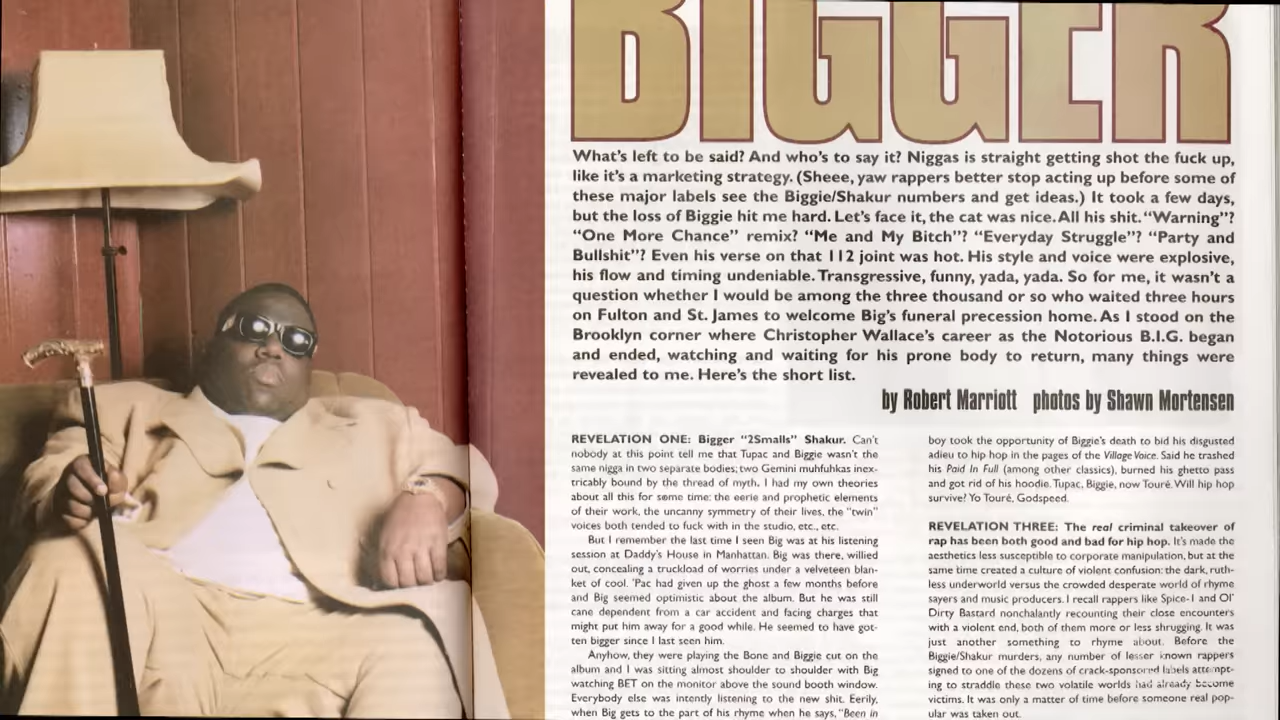 BIGGER
What's left to be said? And who's to say it? Niggas is straight getting shot the fuck up,
like it's a marketing strategy. (Sheee, yaw rappers better stop acting up before some of
these major labels see the Biggie/Shakur numbers and get ideas.) It took a few days,
but the loss of Biggie hit me hard. Let's face it, the cat was nice. All his shit. "Warning"?
"One More Chance" remix? "Me and My Bitch"? "Everyday Struggle"? "Party and
Bullshit"? Even his verse on that 112 joint was hot. His style and voice were explosive,
his flow and timing undeniable. Transgressive, funny, yada, yada. So for me, it wasn't a
question whether I would be among the three thousand or so who waited three hours
on Fulton and St. James to welcome Big's funeral precession home. As I stood on the
Brooklyn corner where Christopher Wallace's career as the Notorious B.I.G. began
and ended, watching and waiting for his prone body to return, many things were
revealed to me. Here's the short list.
by Robert Marriott photos by Shawn Mortensen
REVELATION ONE: Bigger "2Smalls" Shakur. Can't
nobody at this point tell me that Tupac and Biggie wasn't the
same nigga in two separate bodies; two Gemini muhfuhkas inex-
tricably bound by the thread of myth. I had my own theories
about all this for some time: the eerie and prophetic elements
of their work, the uncanny symmetry of their lives, the "twin"
voices both tended to fuck with in the studio, etc., etc.
But I remember the last time I seen Big was at his listening
session at Daddy's House in Manhattan. Big was there, willied
out, concealing a truckload of worries under a velveteen blan-
ket of cool. 'Pac had given up the ghost a few months before
and Big seemed optimistic about the album. But he was still
cane dependent from a car accident and facing charges that
might put him away for a good while. He seemed to have got-
ten bigger since I last seen him.
Anyhow, they were playing the Bone and Biggie cut on the
album and I was sitting almost shoulder to shoulder with Big
watching BET on the monitor above the sound booth window.
Everybody else was intently listening to the new shit. Eerily,
when Big gets to the part of his rhyme when he says, "Been in
boy took the opportunity of Biggie's death to bid his disgusted
adieu to hip hop in the pages of the Village Voice. Said he trashed
his Paid In Full (among other classics), burned his ghetto pass
and got rid of his hoodie. Tupac, Biggie, now Touré. Will hip hop
survive? Yo Touré, Godspeed.
REVELATION THREE: The real criminal takeover of
rap has been both good and bad for hip hop. It's made the
aesthetics less susceptible to corporate manipulation, but at the
same time created a culture of violent confusion: the dark, ruth-
less underworld versus the crowded desperate world of rhyme
sayers and music producers. I recall rappers like Spice-1 and Ol'
Dirty Bastard nonchalantly recounting their close encounters
with a violent end, both of them more or less shrugging. It was
just another something to rhyme about. Before the
Biggie/Shakur murders, any number of lesser known rappers
signed to one of the dozens of crack-sponsored labels attempt-
ing to straddle these two volatile worlds had already become
victims. It was only a matter of time before someone real pop-
ular was taken out.